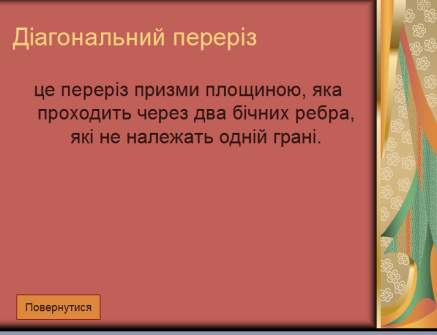 Діагональний переріз
це переріз призми площиною, яка
проходить через два бічних ребра,
які не належать одній грані.
Повернутися